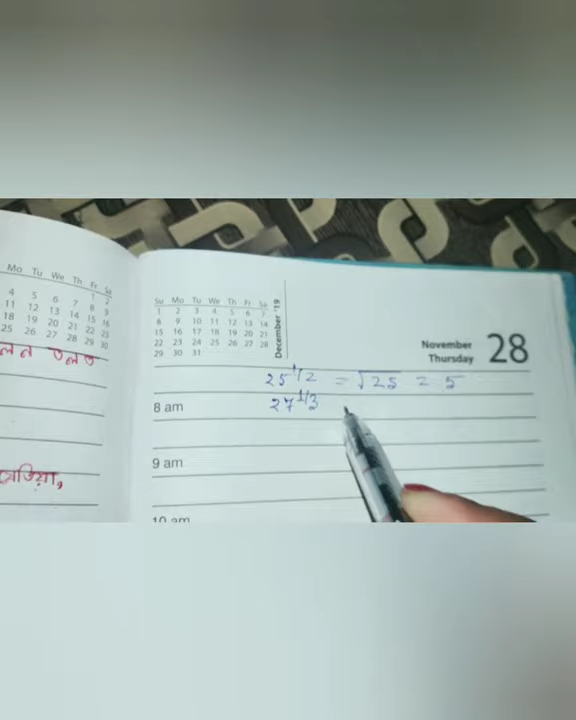 Mo Tu We Th Fr Sa
1 2
4 5 6 7 8 9
11 12 13 14 15 16
18 19 20 21 22 23
25 26 27 28 29 30
Su Mo Tu We Th Fr Sa
1 2 3 4 5 6 7
8 9 10 11 12 13 14
15 16 17 18 19 20 21
22 23 24 25 26 27 28
29 30 31
December '19
November
Thursday
28
25^1/2 = √25 = 5
27^1/3
8 am
9 am
10 am